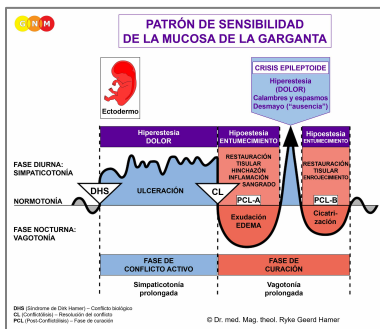 GNM
PATRÓN DE SENSIBILIDAD
DE LA MUCOSA DE LA GARGANTA
CRISIS EPILEPTOIDE
Hiperestesia
(DOLOR)
Calambres y espasmos
Desmayo ("ausencia")
Ectodermo
Hiperestesia
DOLOR
Hipoestesia
ENTUMECIMIENTO
Hipoestesia
ENTUMECIMIENTO
FASE DIURNA:
SIMPATICOTONÍA
RESTAURACIÓN
TISULAR
HINCHAZÓN
INFLAMACIÓN
SANGRADO
RESTAURACIÓN
TISULAR
ENROJECIMIENTO
DHS
ULCERACIÓN
CL
NORMOTONÍA
PCL-A
PCL-B
FASE NOCTURNA:
VAGOTONÍA
Exudación
EDEMA
Cicatri-
zación
FASE DE
CONFLICTO ACTIVO
FASE DE
CURACIÓN
Simpaticotonía
prolongada
Vagotonía
prolongada
DHS (Síndrome de Dirk Hamer) – Conflicto biológico
CL (Conflictólisis) – Resolución del conflicto
PCL (Post-Conflictólisis) – Fase de curación
© Dr. med. Mag. theol. Ryke Geerd Hamer